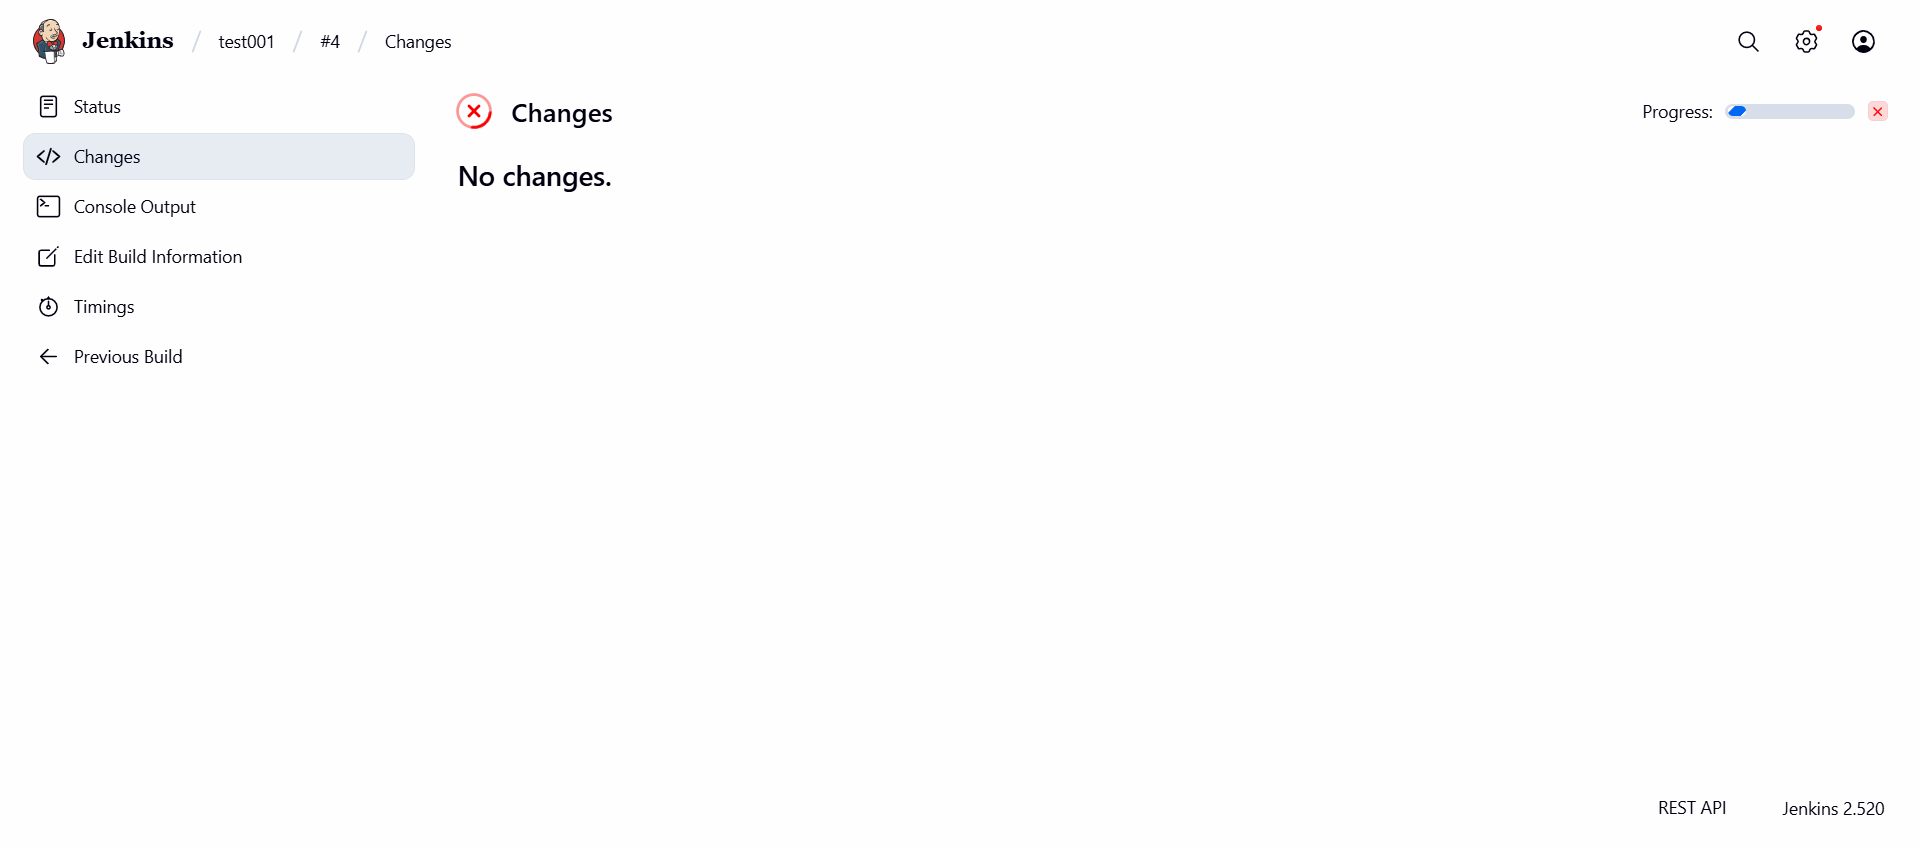 Jenkins / test001 / #4 / Changes
Status
Changes
Console Output
Edit Build Information
Timings
Previous Build
Changes
Progress:
No changes.
REST API
Jenkins 2.520